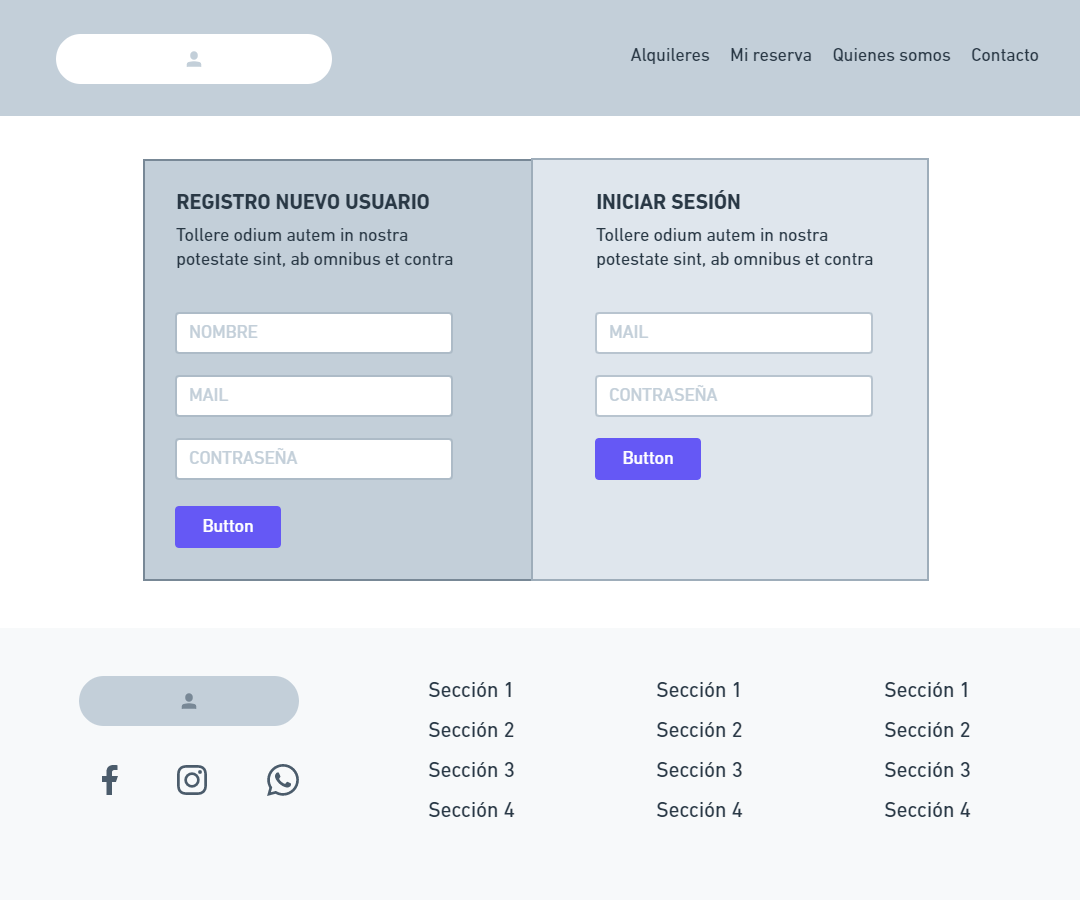 Alquileres
Mi reserva
Quienes somos
Contacto
REGISTRO NUEVO USUARIO
Tollere odium autem in nostra
potestate sint, ab omnibus et contra
NOMBRE
MAIL
CONTRASEÑA
Button
INICIAR SESIÓN
Tollere odium autem in nostra
potestate sint, ab omnibus et contra
MAIL
CONTRASEÑA
Button
Sección 1
Sección 2
Sección 3
Sección 4
Sección 1
Sección 2
Sección 3
Sección 4
Sección 1
Sección 2
Sección 3
Sección 4